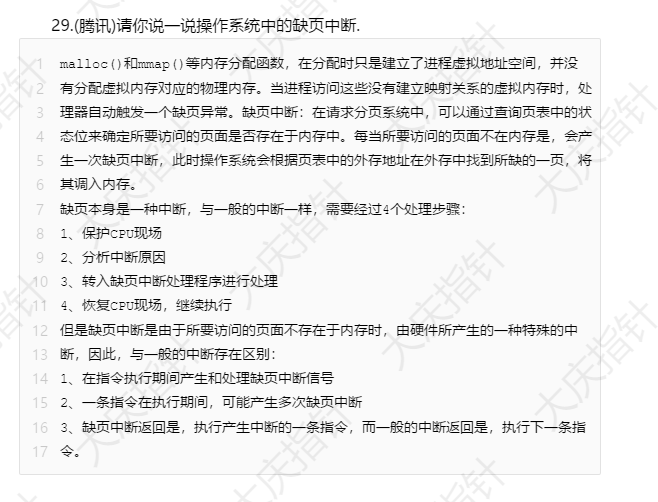 29.(腾讯)请你说一说操作系统中的缺页中断.
1 malloc()和mmap()等内存分配函数，在分配时只是建立了进程虚拟地址空间，并没
2 有分配虚拟内存对应的物理内存。当进程访问这些没有建立映射关系的虚拟内存时，处
3 理器自动触发一个缺页异常。缺页中断：在请求分页系统中，可以通过查询页表中的状
4 态位来确定所要访问的页面是否存在于内存中。每当所要访问的页面不在内存是，会产
5 生一次缺页中断，此时操作系统会根据页表中的外存地址在外存中找到所缺的一页，将
6 其调入内存。
7 缺页本身是一种中断，与一般的中断一样，需要经过4个处理步骤：
8 1、保护CPU现场
9 2、分析中断原因
10 3、转入缺页中断处理程序进行处理
11 4、恢复CPU现场，继续执行
12 但是缺页中断是由于所要访问的页面不存在于内存时，由硬件所产生的一种特殊的中
13 断，因此，与一般的中断存在区别：
14 1、在指令执行期间产生和处理缺页中断信号
15 2、一条指令在执行期间，可能产生多次缺页中断
16 3、缺页中断返回是，执行产生中断的一条指令，而一般的中断返回是，执行下一条指
17 令。
大庆指针
大庆指针
大庆指针
大庆指针
大庆指针
大庆指针